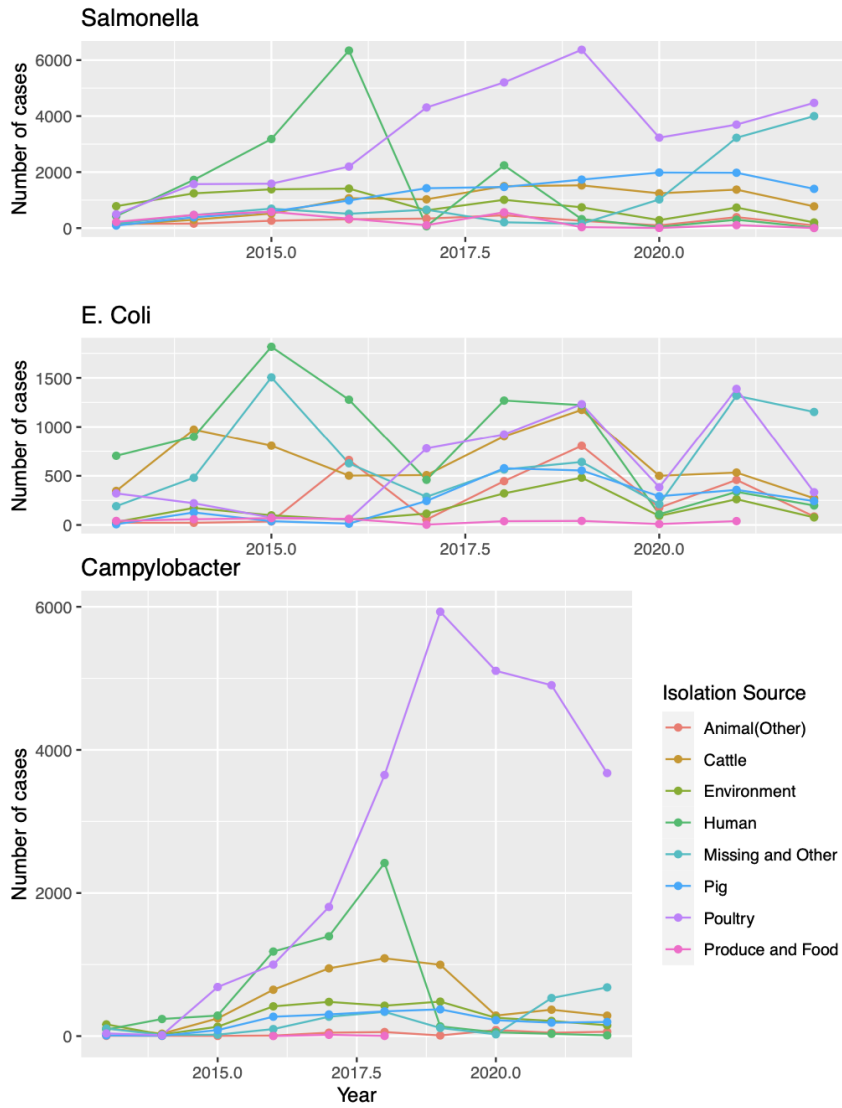 Salmonella
Number of cases
6000
4000
2000
0
2015.0 2017.5 2020.0
E. Coli
Number of cases
1500
1000
500
0
2015.0 2017.5 2020.0
Campylobacter
Number of cases
6000
4000
2000
0
2015.0 2017.5 2020.0
Year
Isolation Source
Animal(Other)
Cattle
Environment
Human
Missing and Other
Pig
Poultry
Produce and Food